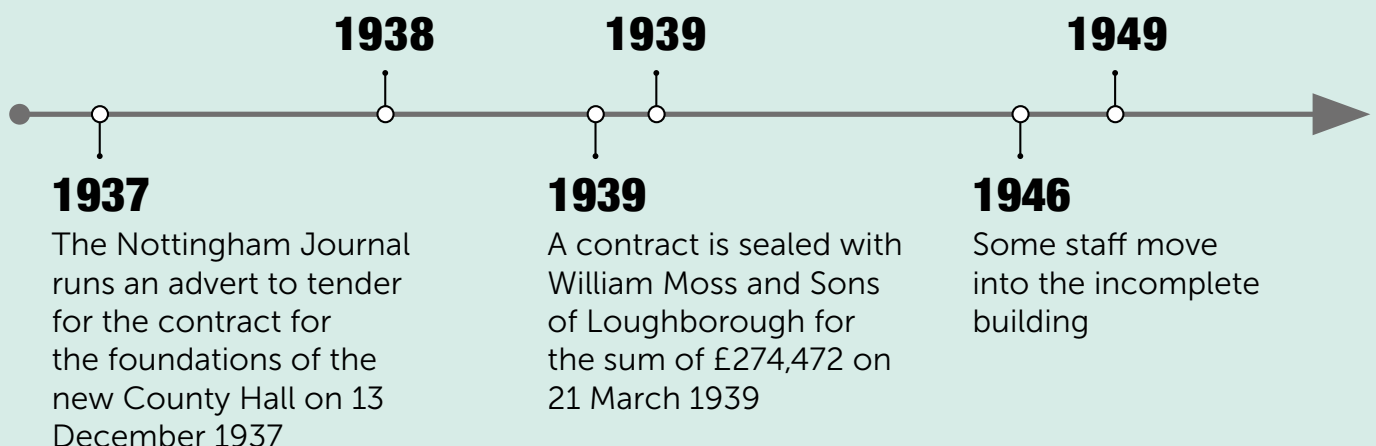 1938
1939
1949
1937
The Nottingham Journal
runs an advert to tender
for the contract for
the foundations of the
new County Hall on 13
December 1937
1939
A contract is sealed with
William Moss and Sons
of Loughborough for
the sum of £274,472 on
21 March 1939
1946
Some staff move
into the incomplete
building